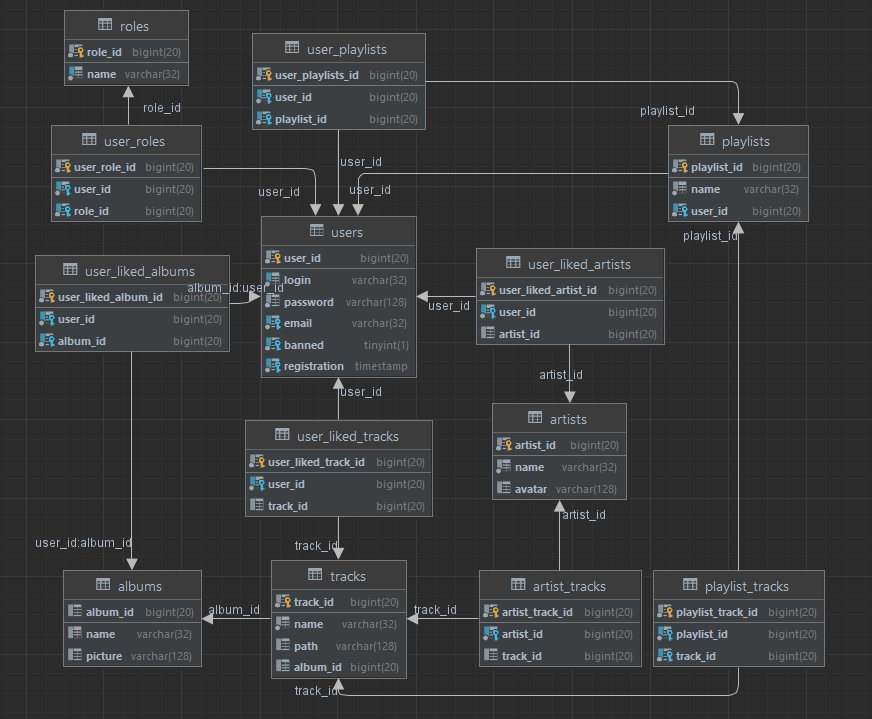 roles
role_id bigint(20)
name varchar(32)
role_id
user_roles
user_role_id bigint(20)
user_id bigint(20)
role_id bigint(20)
user_id
user_playlists
user_playlists_id bigint(20)
user_id bigint(20)
playlist_id bigint(20)
user_id
playlist_id
playlists
playlist_id bigint(20)
name varchar(32)
user_id bigint(20)
user_id
playlist_id
users
user_id bigint(20)
login varchar(32)
password varchar(128)
email varchar(32)
banned tinyint(1)
registration timestamp
user_liked_albums
user_liked_album_id bigint(20)
user_id bigint(20)
album_id bigint(20)
album_id:user_id
user_liked_artists
user_liked_artist_id bigint(20)
user_id bigint(20)
artist_id bigint(20)
user_id
artist_id
user_id
user_liked_tracks
user_liked_track_id bigint(20)
user_id bigint(20)
track_id bigint(20)
artists
artist_id bigint(20)
name varchar(32)
avatar varchar(128)
artist_id
user_id:album_id
track_id
albums
album_id bigint(20)
name varchar(32)
picture varchar(128)
album_id
tracks
track_id bigint(20)
name varchar(32)
path varchar(128)
album_id bigint(20)
track_id
artist_tracks
artist_track_id bigint(20)
artist_id bigint(20)
track_id bigint(20)
playlist_tracks
playlist_track_id bigint(20)
playlist_id bigint(20)
track_id bigint(20)
track_id